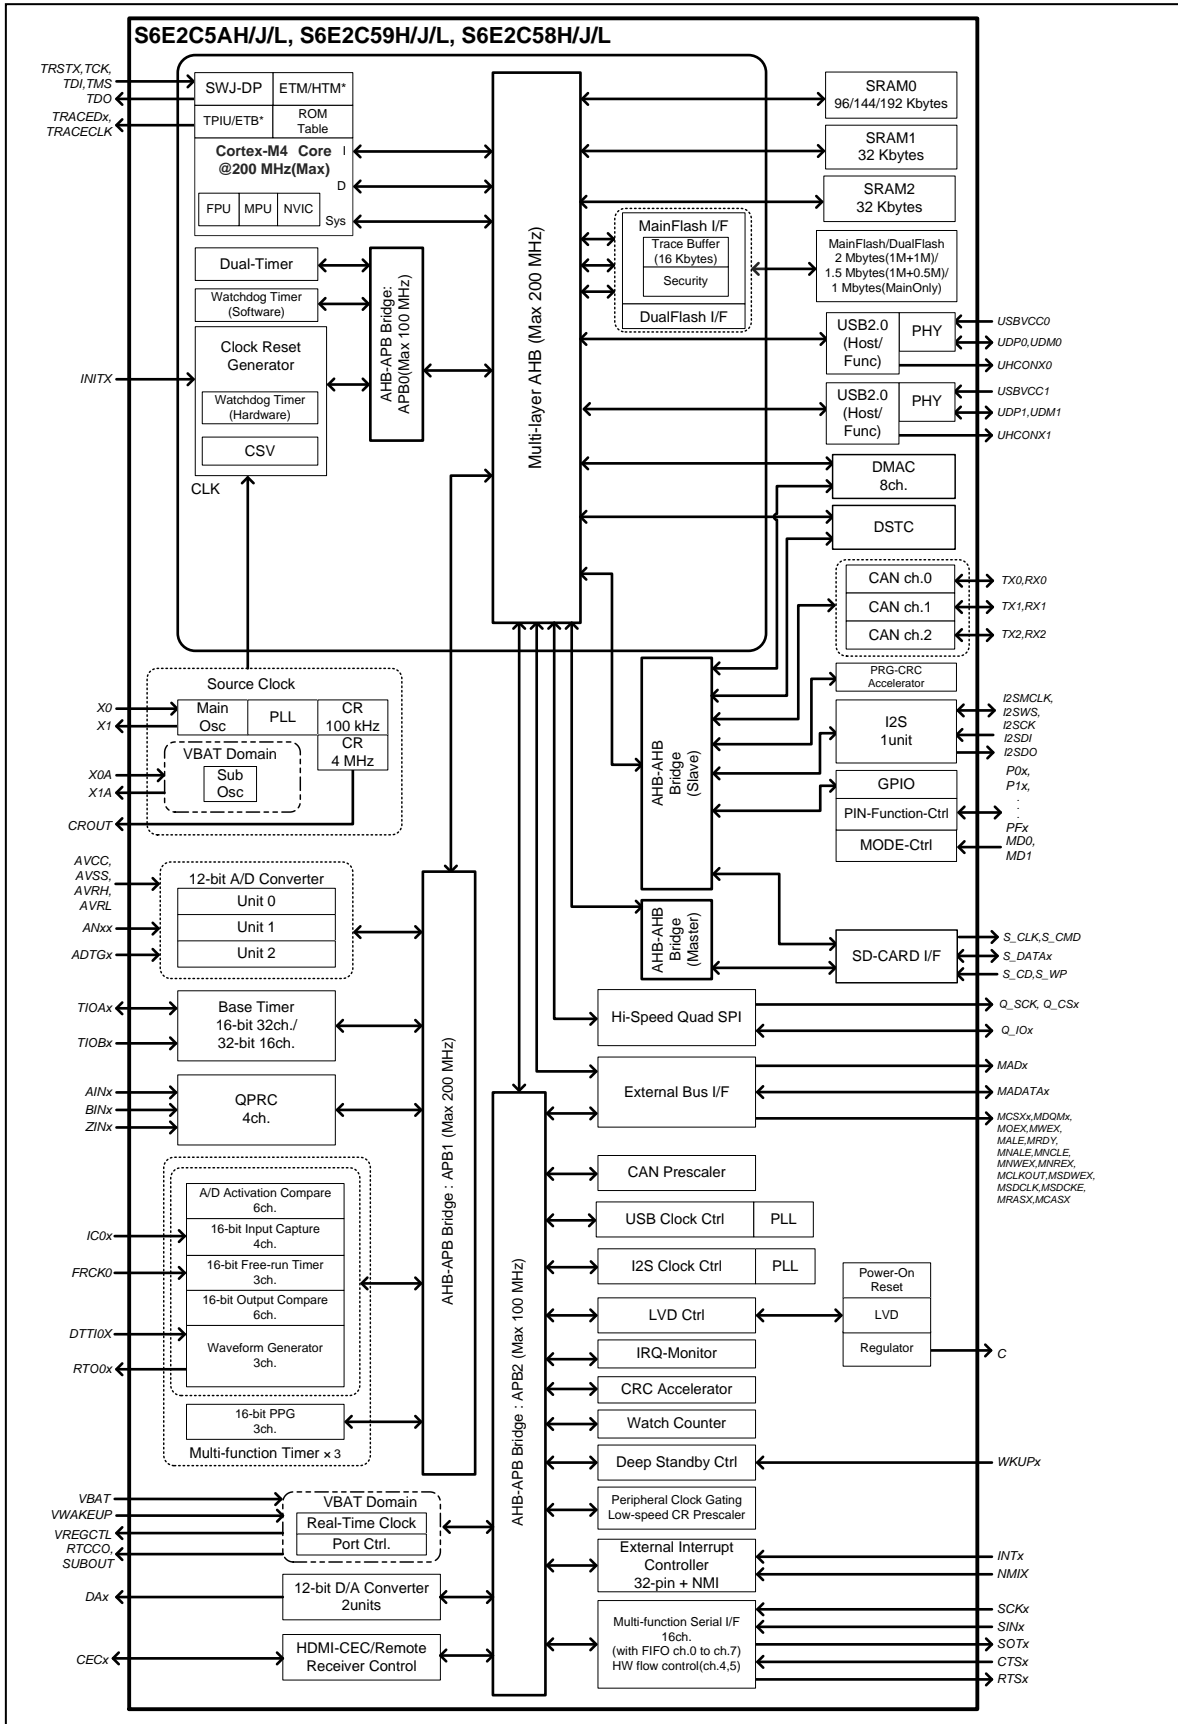 S6E2C5AH/J/L, S6E2C59H/J/L, S6E2C58H/J/L
TRSTX,TCK,
TDI,TMS
TDO
TRACEDx,
TRACECLK
SWJ-DP
ETM/HTM*
TPIU/ETB*
ROM
Table
Cortex-M4 Core
@200 MHz(Max)
I
D
Sys
FPU
MPU
NVIC
Dual-Timer
Watchdog Timer
(Software)
Clock Reset
Generator
Watchdog Timer
(Hardware)
CSV
CLK
INITX
AHB-APB Bridge:
APB0(Max 100 MHz)
Multi-layer AHB (Max 200 MHz)
MainFlash I/F
Trace Buffer
(16 Kbytes)
Security
DualFlash I/F
SRAM0
96/144/192 Kbytes
SRAM1
32 Kbytes
SRAM2
32 Kbytes
MainFlash/DualFlash
2 Mbytes(1M+1M)/
1.5 Mbytes(1M+0.5M)/
1 Mbytes(MainOnly)
USB2.0
(Host/
Func)
PHY
USBVCC0
UDP0,UDM0
UHCONX0
USB2.0
(Host/
Func)
PHY
USBVCC1
UDP1,UDM1
UHCONX1
DMAC
8ch.
DSTC
CAN ch.0
CAN ch.1
CAN ch.2
TX0,RX0
TX1,RX1
TX2,RX2
PRG-CRC
Accelerator
I2S
1unit
I2SMCLK,
I2SWS,
I2SCK
I2SDI
I2SDO
GPIO
PIN-Function-Ctrl
MODE-Ctrl
P0x,
P1x,
.
.
.
PFx
MD0,
MD1
AHB-AHB
Bridge
(Slave)
AHB-AHB
Bridge
(Master)
SD-CARD I/F
S_CLK,S_CMD
S_DATAx
S_CD,S_WP
Source Clock
Main
Osc
PLL
CR
100 kHz
CR
4 MHz
VBAT Domain
Sub
Osc
X0
X1
X0A
X1A
CROUT
AVCC,
AVSS,
AVRH,
AVRL
ANxx
ADTGx
12-bit A/D Converter
Unit 0
Unit 1
Unit 2
TIOAx
TIOBx
Base Timer
16-bit 32ch./
32-bit 16ch.
AINx
BINx
ZINx
QPRC
4ch.
A/D Activation Compare
6ch.
16-bit Input Capture
4ch.
16-bit Free-run Timer
3ch.
16-bit Output Compare
6ch.
Waveform Generator
3ch.
16-bit PPG
3ch.
Multi-function Timer × 3
IC0x
FRCK0
DTTI0X
RTO0x
AHB-APB Bridge : APB1 (Max 200 MHz)
AHB-APB Bridge : APB2 (Max 100 MHz)
VBAT
VWAKEUP
VREGCTL
RTCCO,
SUBOUT
VBAT Domain
Real-Time Clock
Port Ctrl.
DAx
12-bit D/A Converter
2units
CECx
HDMI-CEC/Remote
Receiver Control
Hi-Speed Quad SPI
Q_SCK, Q_CSx
Q_IOx
External Bus I/F
MADx
MADATAx
MCSXx,MDQMx,
MOEX,MWEX,
MALE,MRDY,
MNALE,MNCLE,
MNWEX,MNREX,
MCLKOUT,MSDWEX,
MSDCLK,MSDCKE,
MRASX,MCASX
CAN Prescaler
USB Clock Ctrl
PLL
I2S Clock Ctrl
PLL
LVD Ctrl
Power-On
Reset
LVD
Regulator
C
IRQ-Monitor
CRC Accelerator
Watch Counter
Deep Standby Ctrl
WKUPx
Peripheral Clock Gating
Low-speed CR Prescaler
External Interrupt
Controller
32-pin + NMI
INTx
NMIX
Multi-function Serial I/F
16ch.
(with FIFO ch.0 to ch.7)
HW flow control(ch.4,5)
SCKx
SINx
SOTx
CTSx
RTSx